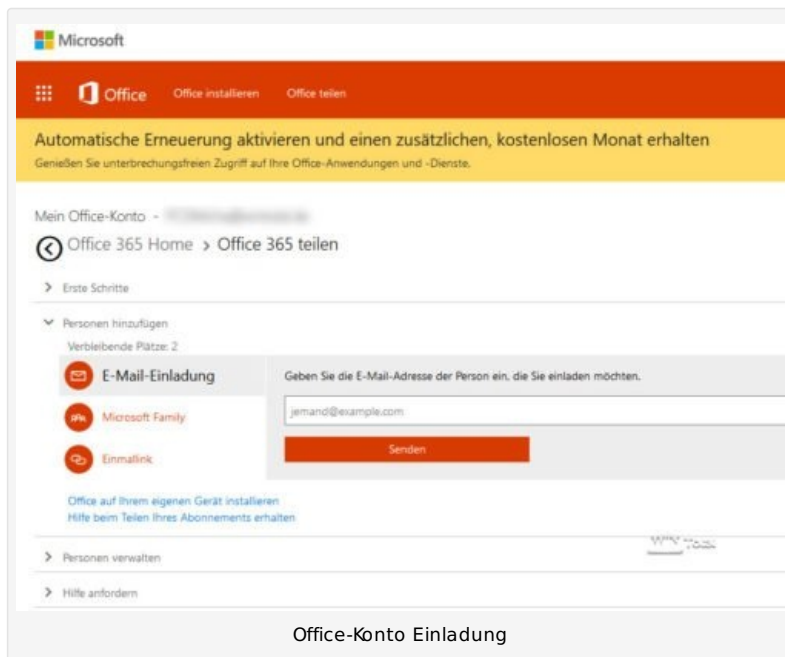 Microsoft
Office Office installieren Office teilen
Automatische Erneuerung aktivieren und einen zusätzlichen, kostenlosen Monat erhalten
Genießen Sie unterbrechungsfreien Zugriff auf Ihre Office-Anwendungen und -Dienste.
Mein Office-Konto -
Office 365 Home > Office 365 teilen
Erste Schritte
Personen hinzufügen
Verbleibende Plätze: 2
E-Mail-Einladung
Geben Sie die E-Mail-Adresse der Person ein, die Sie einladen möchten.
Microsoft Family
jemand@example.com
Einmallink
Senden
Office auf Ihrem eigenen Gerät installieren
Hilfe beim Teilen Ihres Abonnements erhalten
Personen verwalten
Hilfe anfordern
Office-Konto Einladung